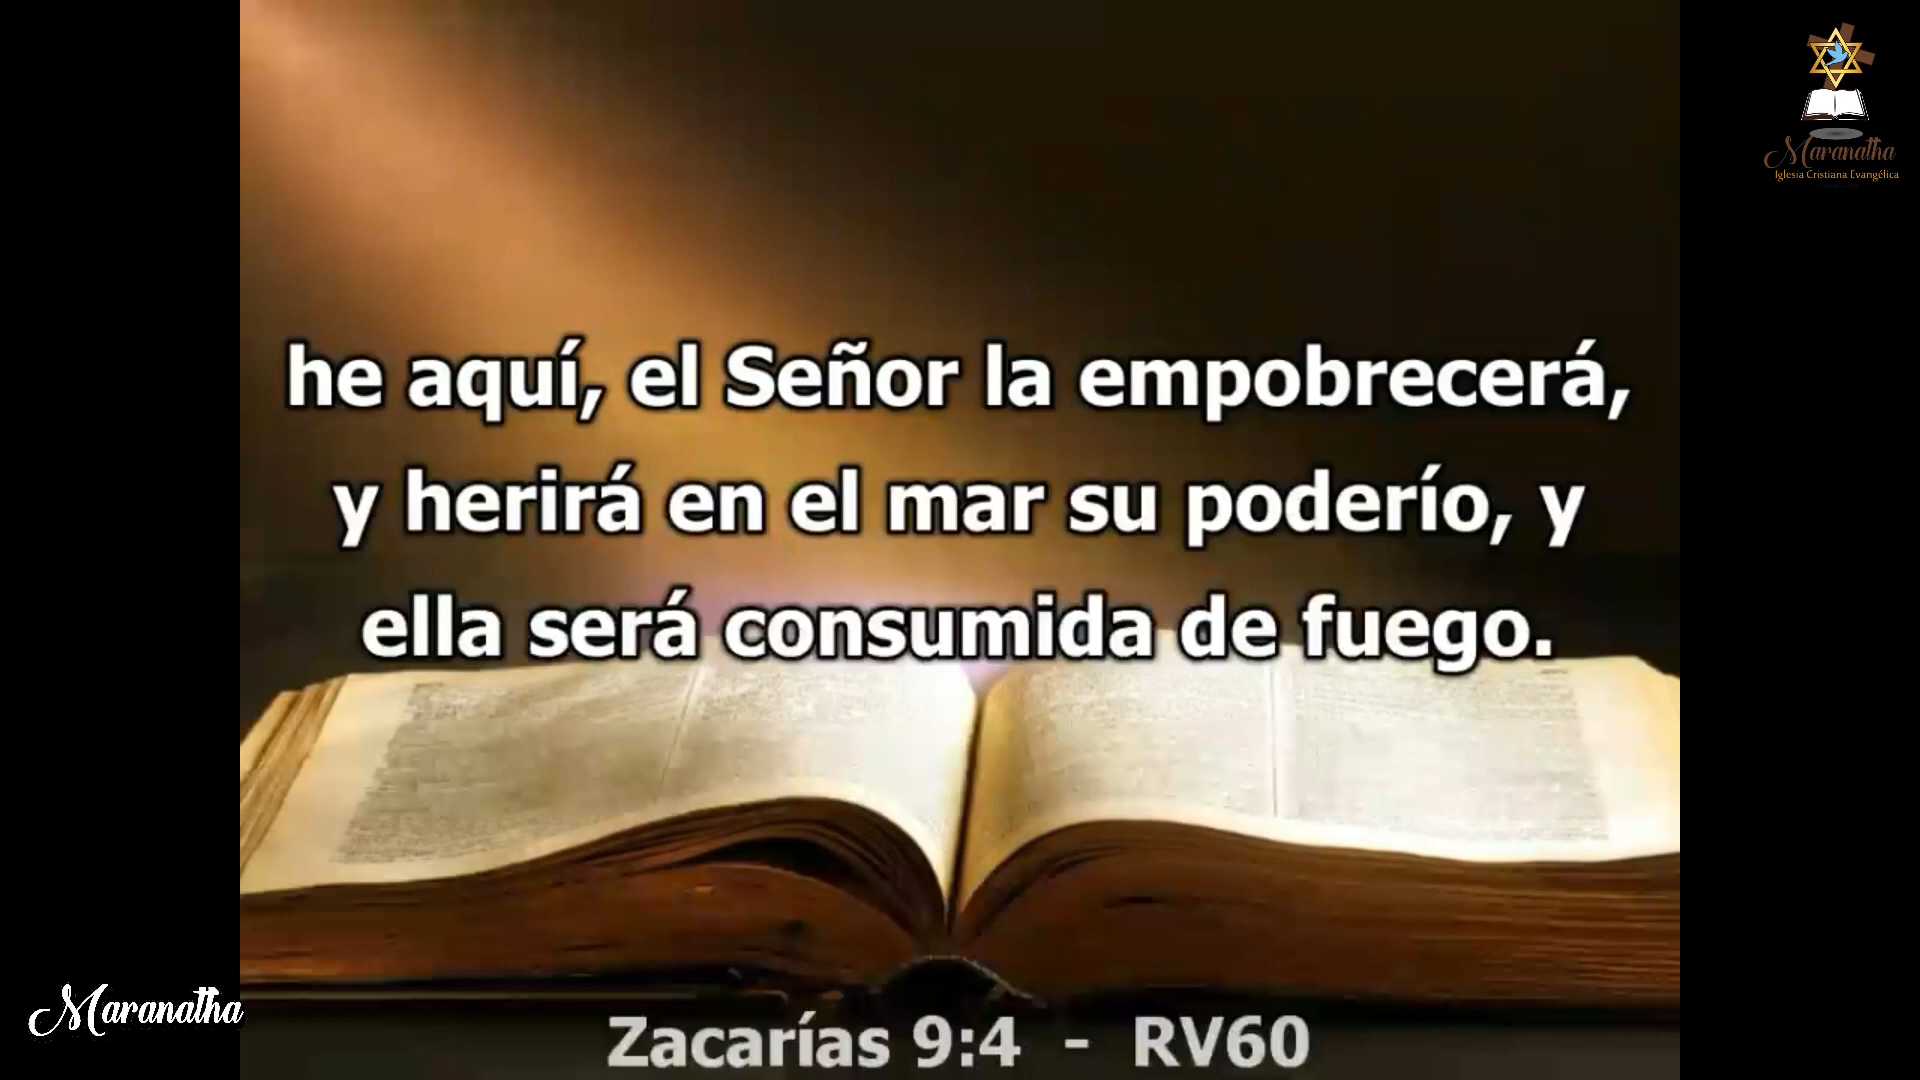 Maranatha
Iglesia Cristiana Evangélica
he aquí, el Señor la empobrecerá,
y herirá en el mar su poderío, y
ella será consumida de fuego.
Maranatha
Zacarías 9:4 - RV60